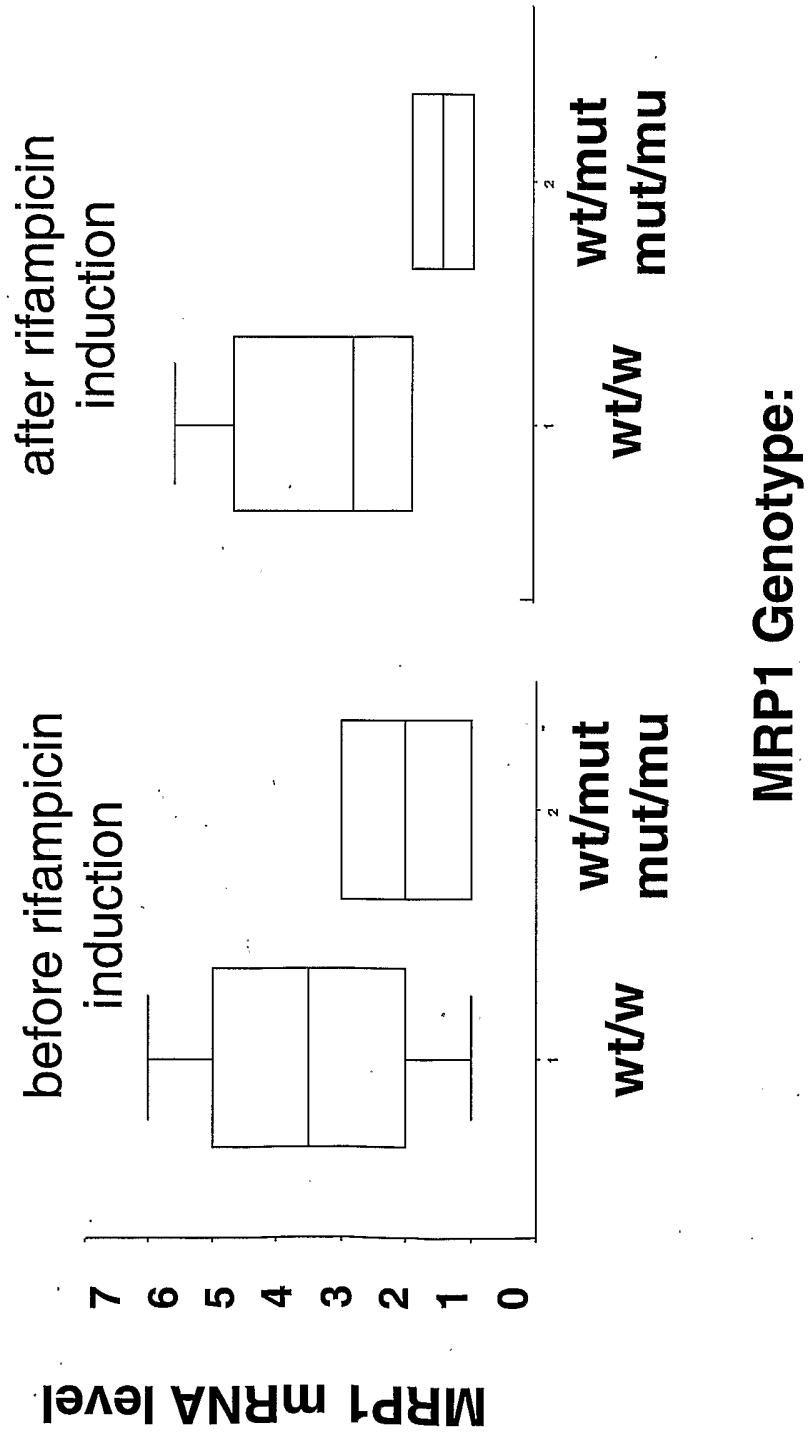 before rifampicin
induction
after rifampicin
induction
MRP1 mRNA level
7
6
5
4
3
2
1
0
1
2
1
2
wt/w
wt/mut
mut/mu
wt/w
wt/mut
mut/mu
MRP1 Genotype: